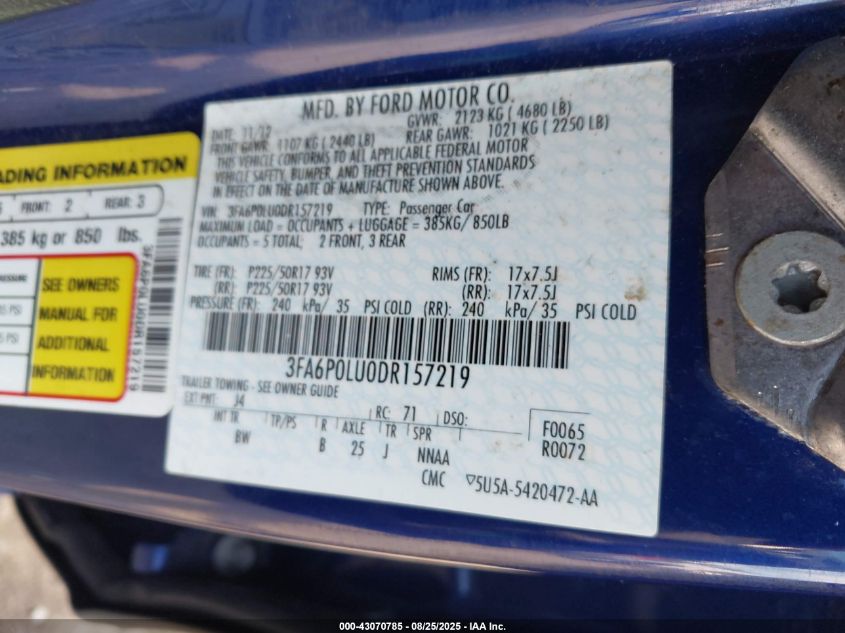 MFD. BY FORD MOTOR CO.
DATE: 11/12 GVWR: 2123 KG ( 4680 LB)
FRONT GAWR: 1107 KG ( 2440 LB) REAR GAWR: 1021 KG ( 2250 LB)
THIS VEHICLE CONFORMS TO ALL APPLICABLE FEDERAL MOTOR
VEHICLE SAFETY, BUMPER, AND THEFT PREVENTION STANDARDS
IN EFFECT ON THE DATE OF MANUFACTURE SHOWN ABOVE.
VIN: 3FA6P0LU0DR157219 TYPE: Passenger Car
MAXIMUM LOAD = OCCUPANTS + LUGGAGE = 385KG/ 850LB
OCCUPANTS = 5 TOTAL; 2 FRONT, 3 REAR
TIRE (FR): P225/50R17 93V RIMS (FR): 17x7.5J
(RR): P225/50R17 93V (RR): 17x7.5J
PRESSURE (FR): 240 kPa/ 35 PSI COLD (RR): 240 kPa/ 35 PSI COLD
3FA6P0LU0DR157219
TRAILER TOWING - SEE OWNER GUIDE
EXT PNT: J4 RC: 71 DSO:
INT TR TP/PS R AXLE TR SPR F0065
BW B 25 J NNAA R0072
CMC ▽5U5A-5420472-AA
ADING INFORMATION
FRONT: 2 REAR: 3
385 kg or 850 lbs.
PRESSURE SEE OWNERS
PSI MANUAL FOR
ADDITIONAL
PSI INFORMATION
3FA6P0LU0DR157219
000-43070785 - 08/25/2025 - IAA Inc.